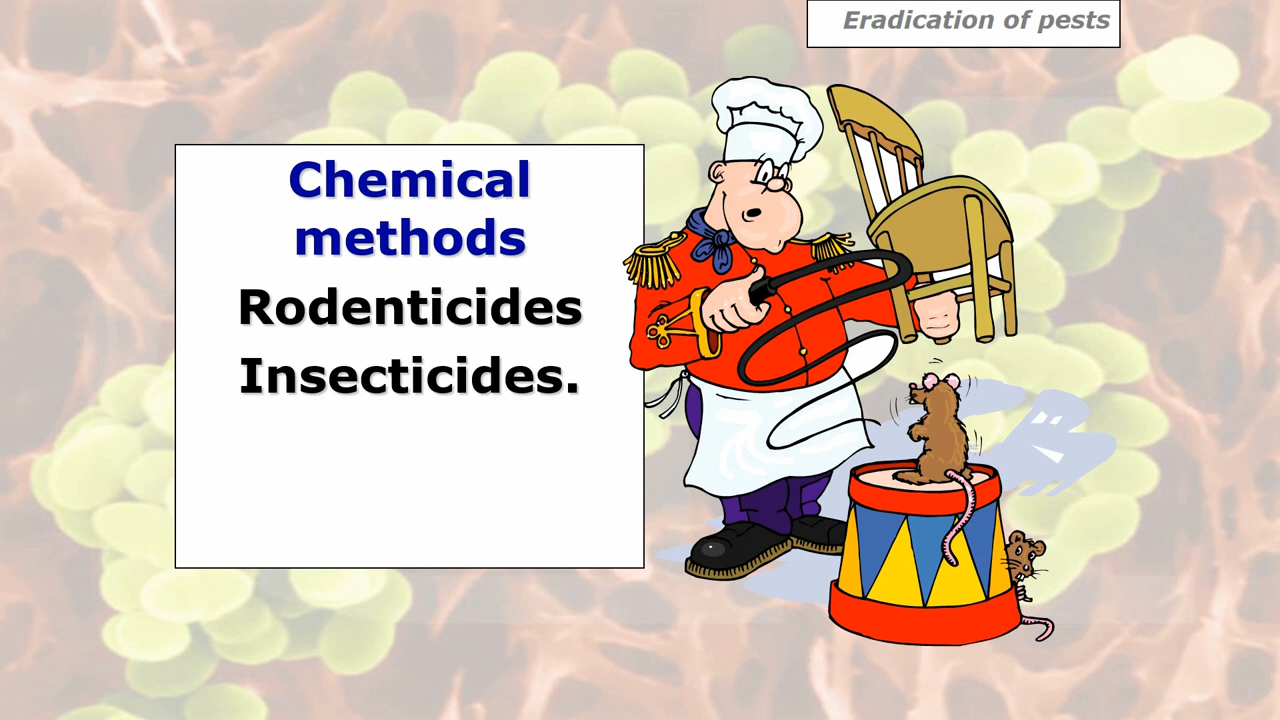 Eradication of pests
Chemical
methods
Rodenticides
Insecticides.